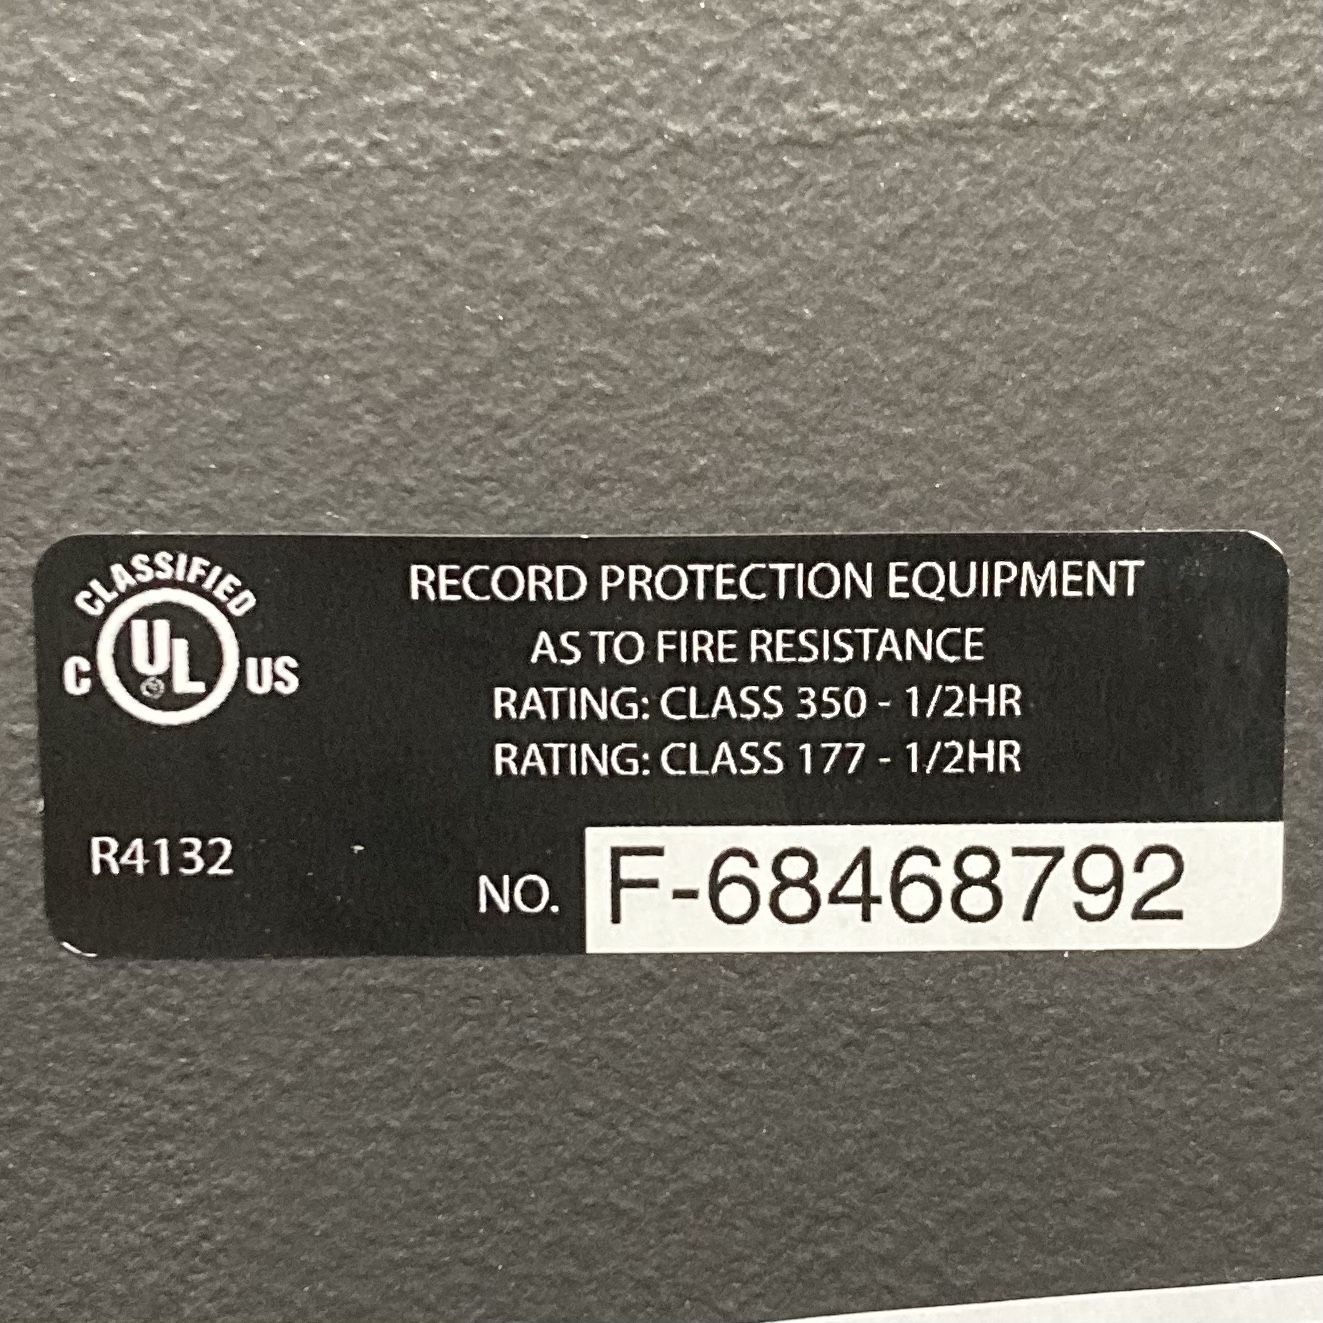 CLASSIFIED
C UL US
RECORD PROTECTION EQUIPMENT
AS TO FIRE RESISTANCE
RATING: CLASS 350 - 1/2HR
RATING: CLASS 177 - 1/2HR
R4132
NO. F-68468792